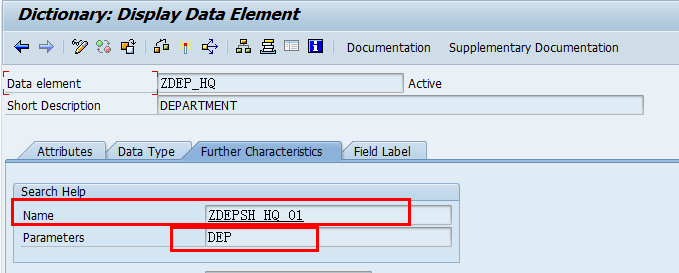 Dictionary: Display Data Element
Documentation Supplementary Documentation
Data element ZDEP_HQ Active
Short Description DEPARTMENT
Attributes Data Type Further Characteristics Field Label
Search Help
Name ZDEPSH_HQ_01
Parameters DEP